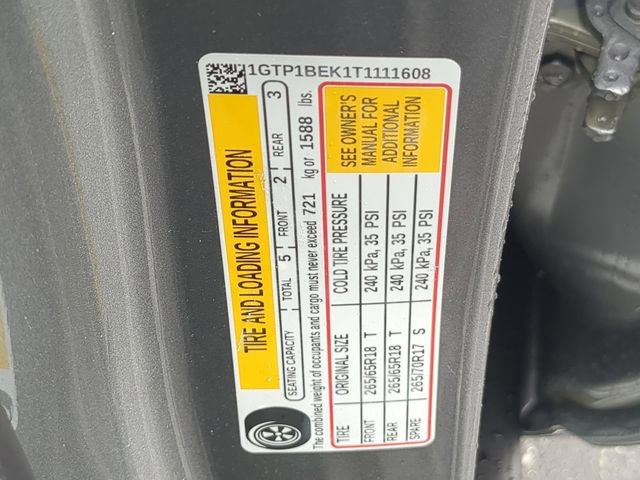 1GTP1BEK1T1111608
TIRE AND LOADING INFORMATION
SEATING CAPACITY TOTAL 5 FRONT 2 REAR 3
The combined weight of occupants and cargo must never exceed 721 kg or 1588 lbs.
TIRE ORIGINAL SIZE COLD TIRE PRESSURE
FRONT 265/65R18 T 240 kPa, 35 PSI
REAR 265/65R18 T 240 kPa, 35 PSI
SPARE 265/70R17 S 240 kPa, 35 PSI
SEE OWNER'S
MANUAL FOR
ADDITIONAL
INFORMATION